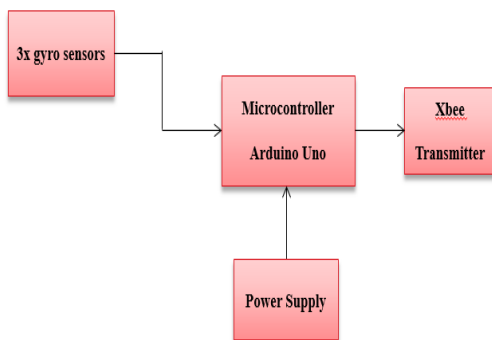 3x gyro sensors
Microcontroller
Arduino Uno
Xbee
Transmitter
Power Supply